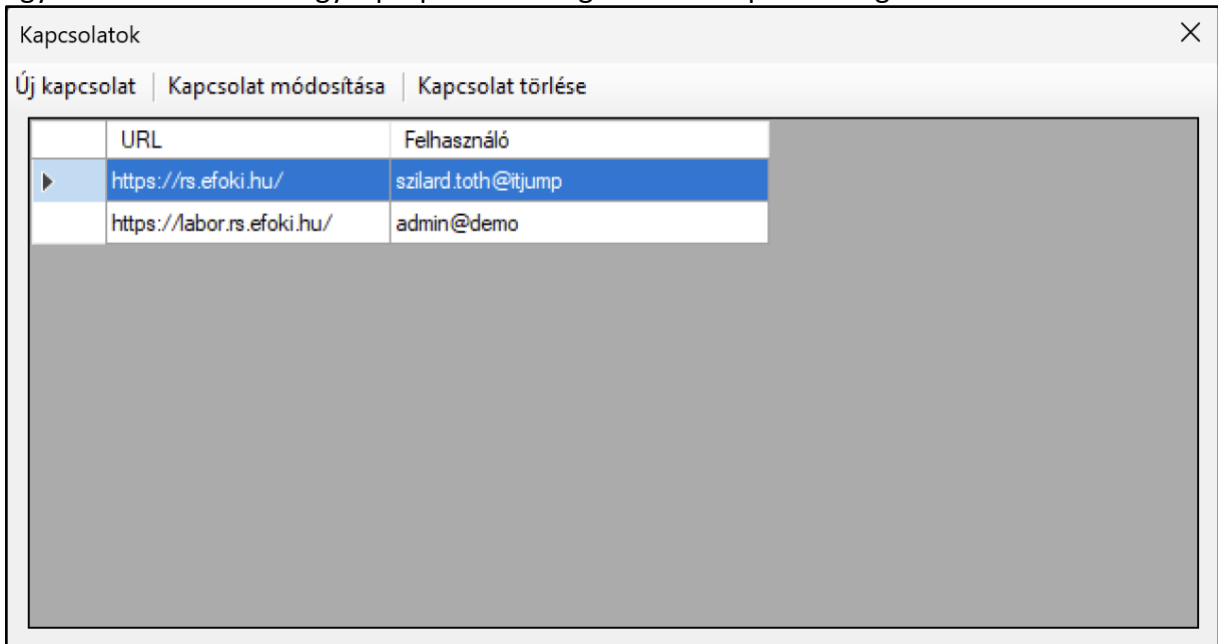 Kapcsolatok
Új kapcsolat | Kapcsolat módosítása | Kapcsolat törlése
URL Felhasználó
https://rs.efoki.hu/ szilard.toth@itjump
https://labor.rs.efoki.hu/ admin@demo